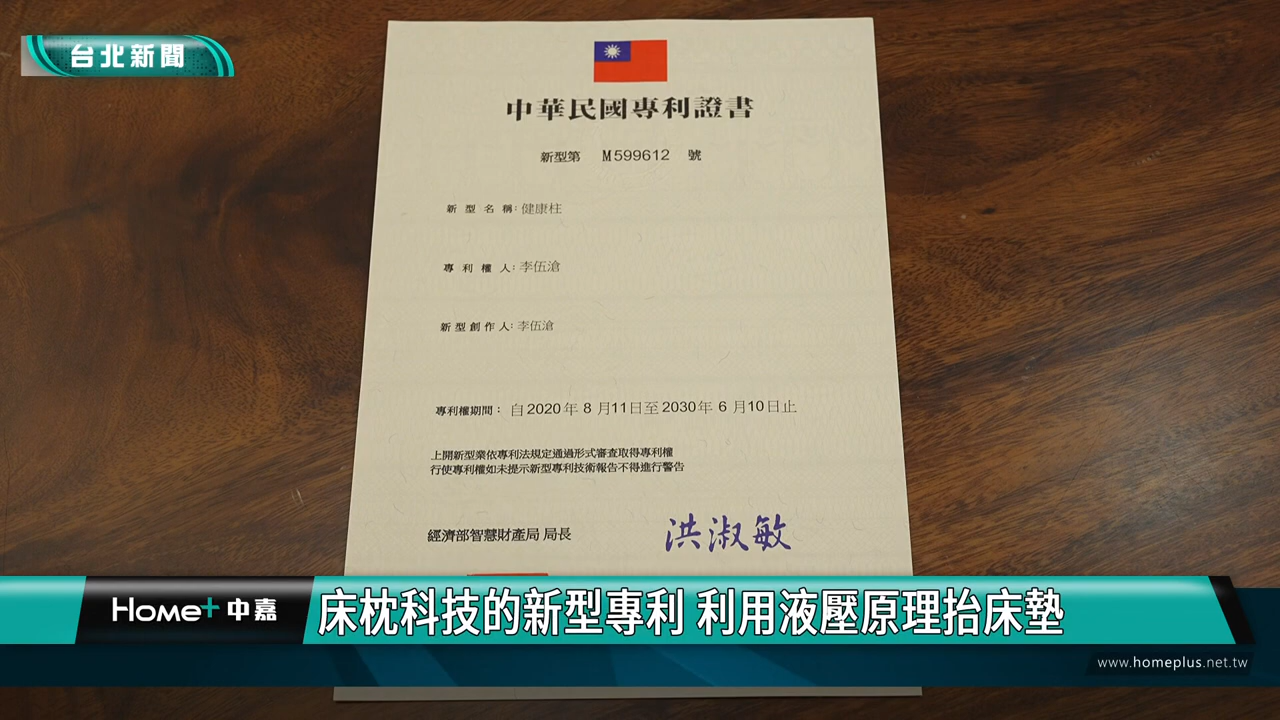 台北新聞
中華民國專利證書
新型第 M599612 號
新型名稱：健康柱
專利權人：李伍滄
新型創作人：李伍滄
專利權期間： 自2020年 8 月11日至2030年 6 月10日止
上開新型業依專利法規定通過形式審查取得專利權
行使專利權如未提示新型專利技術報告不得進行警告
經濟部智慧財產局 局長 洪淑敏
Home+中嘉
床枕科技的新型專利 利用液壓原理抬床墊
www.homeplus.net.tw